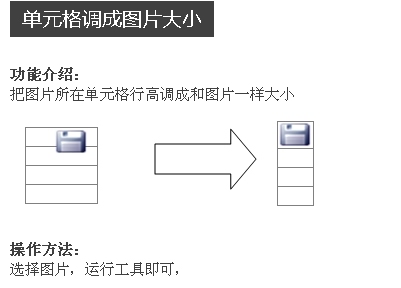 单元格调成图片大小
功能介绍：
把图片所在单元格行高调成和图片一样大小
操作方法：
选择图片，运行工具即可，